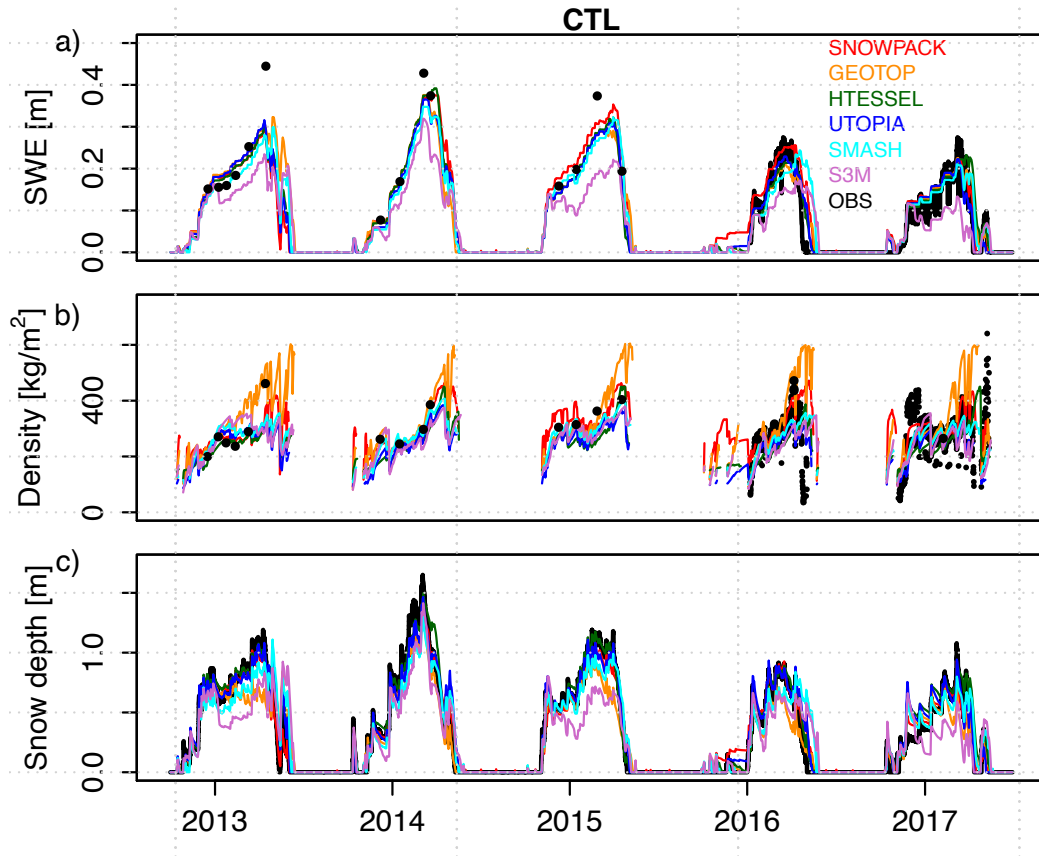 CTL
a)
SWE [m]
0.0
0.2
0.4
SNOWPACK
GEOTOP
HTESSEL
UTOPIA
SMASH
S3M
OBS
b)
Density [kg/m²]
0
400
c)
Snow depth [m]
0.0
1.0
2013 2014 2015 2016 2017